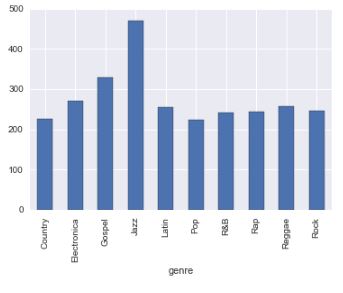 500
400
300
200
100
0
Country
Electronica
Gospel
Jazz
Latin
Pop
R&B
Rap
Reggae
Rock
genre